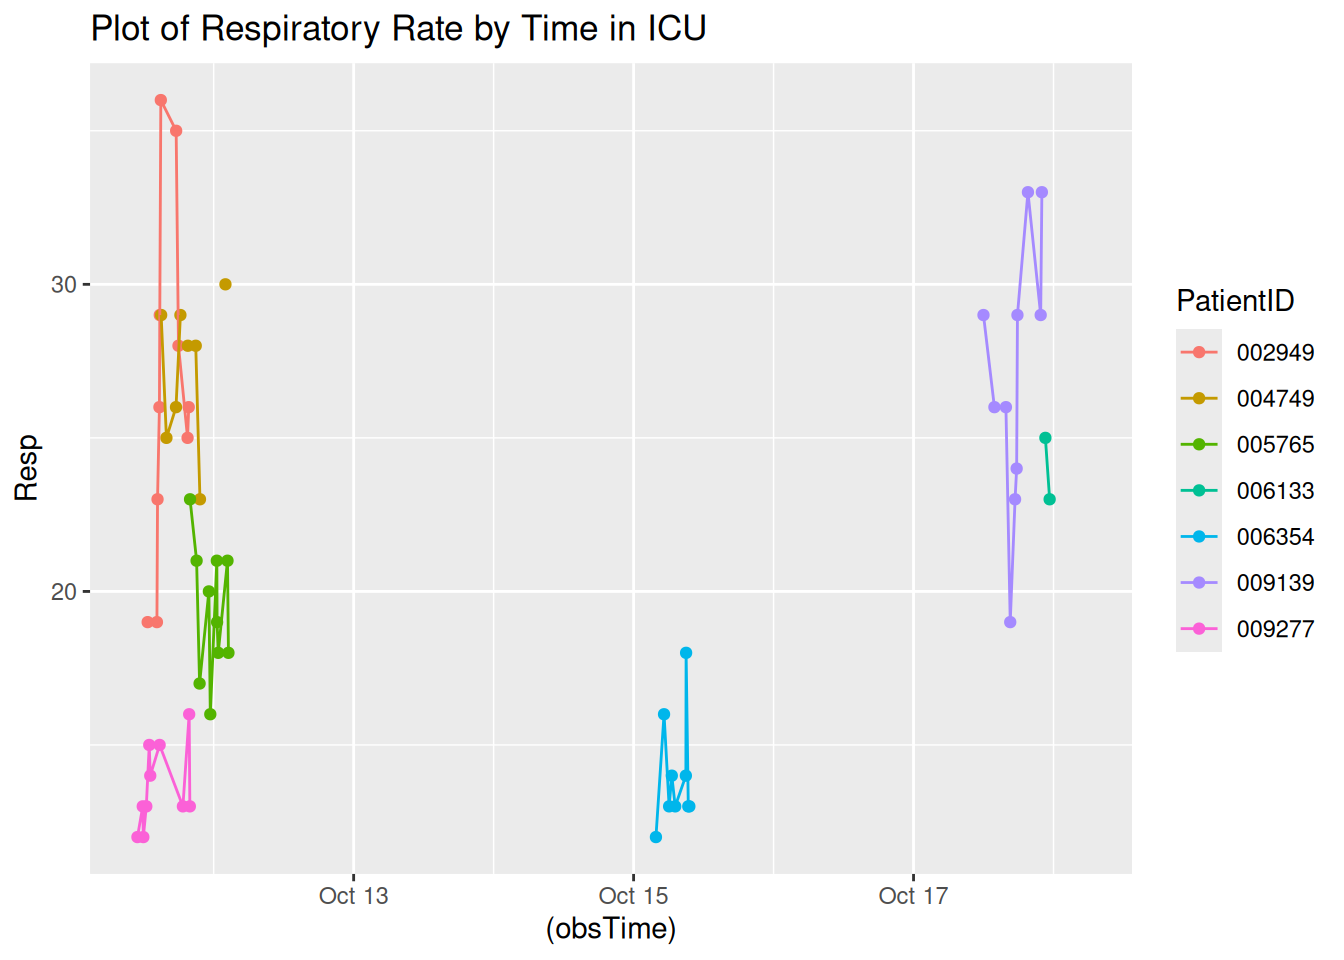 Plot of Respiratory Rate by Time in ICU
Resp
30
20
Oct 13
Oct 15
Oct 17
(obsTime)
PatientID
002949
004749
005765
006133
006354
009139
009277